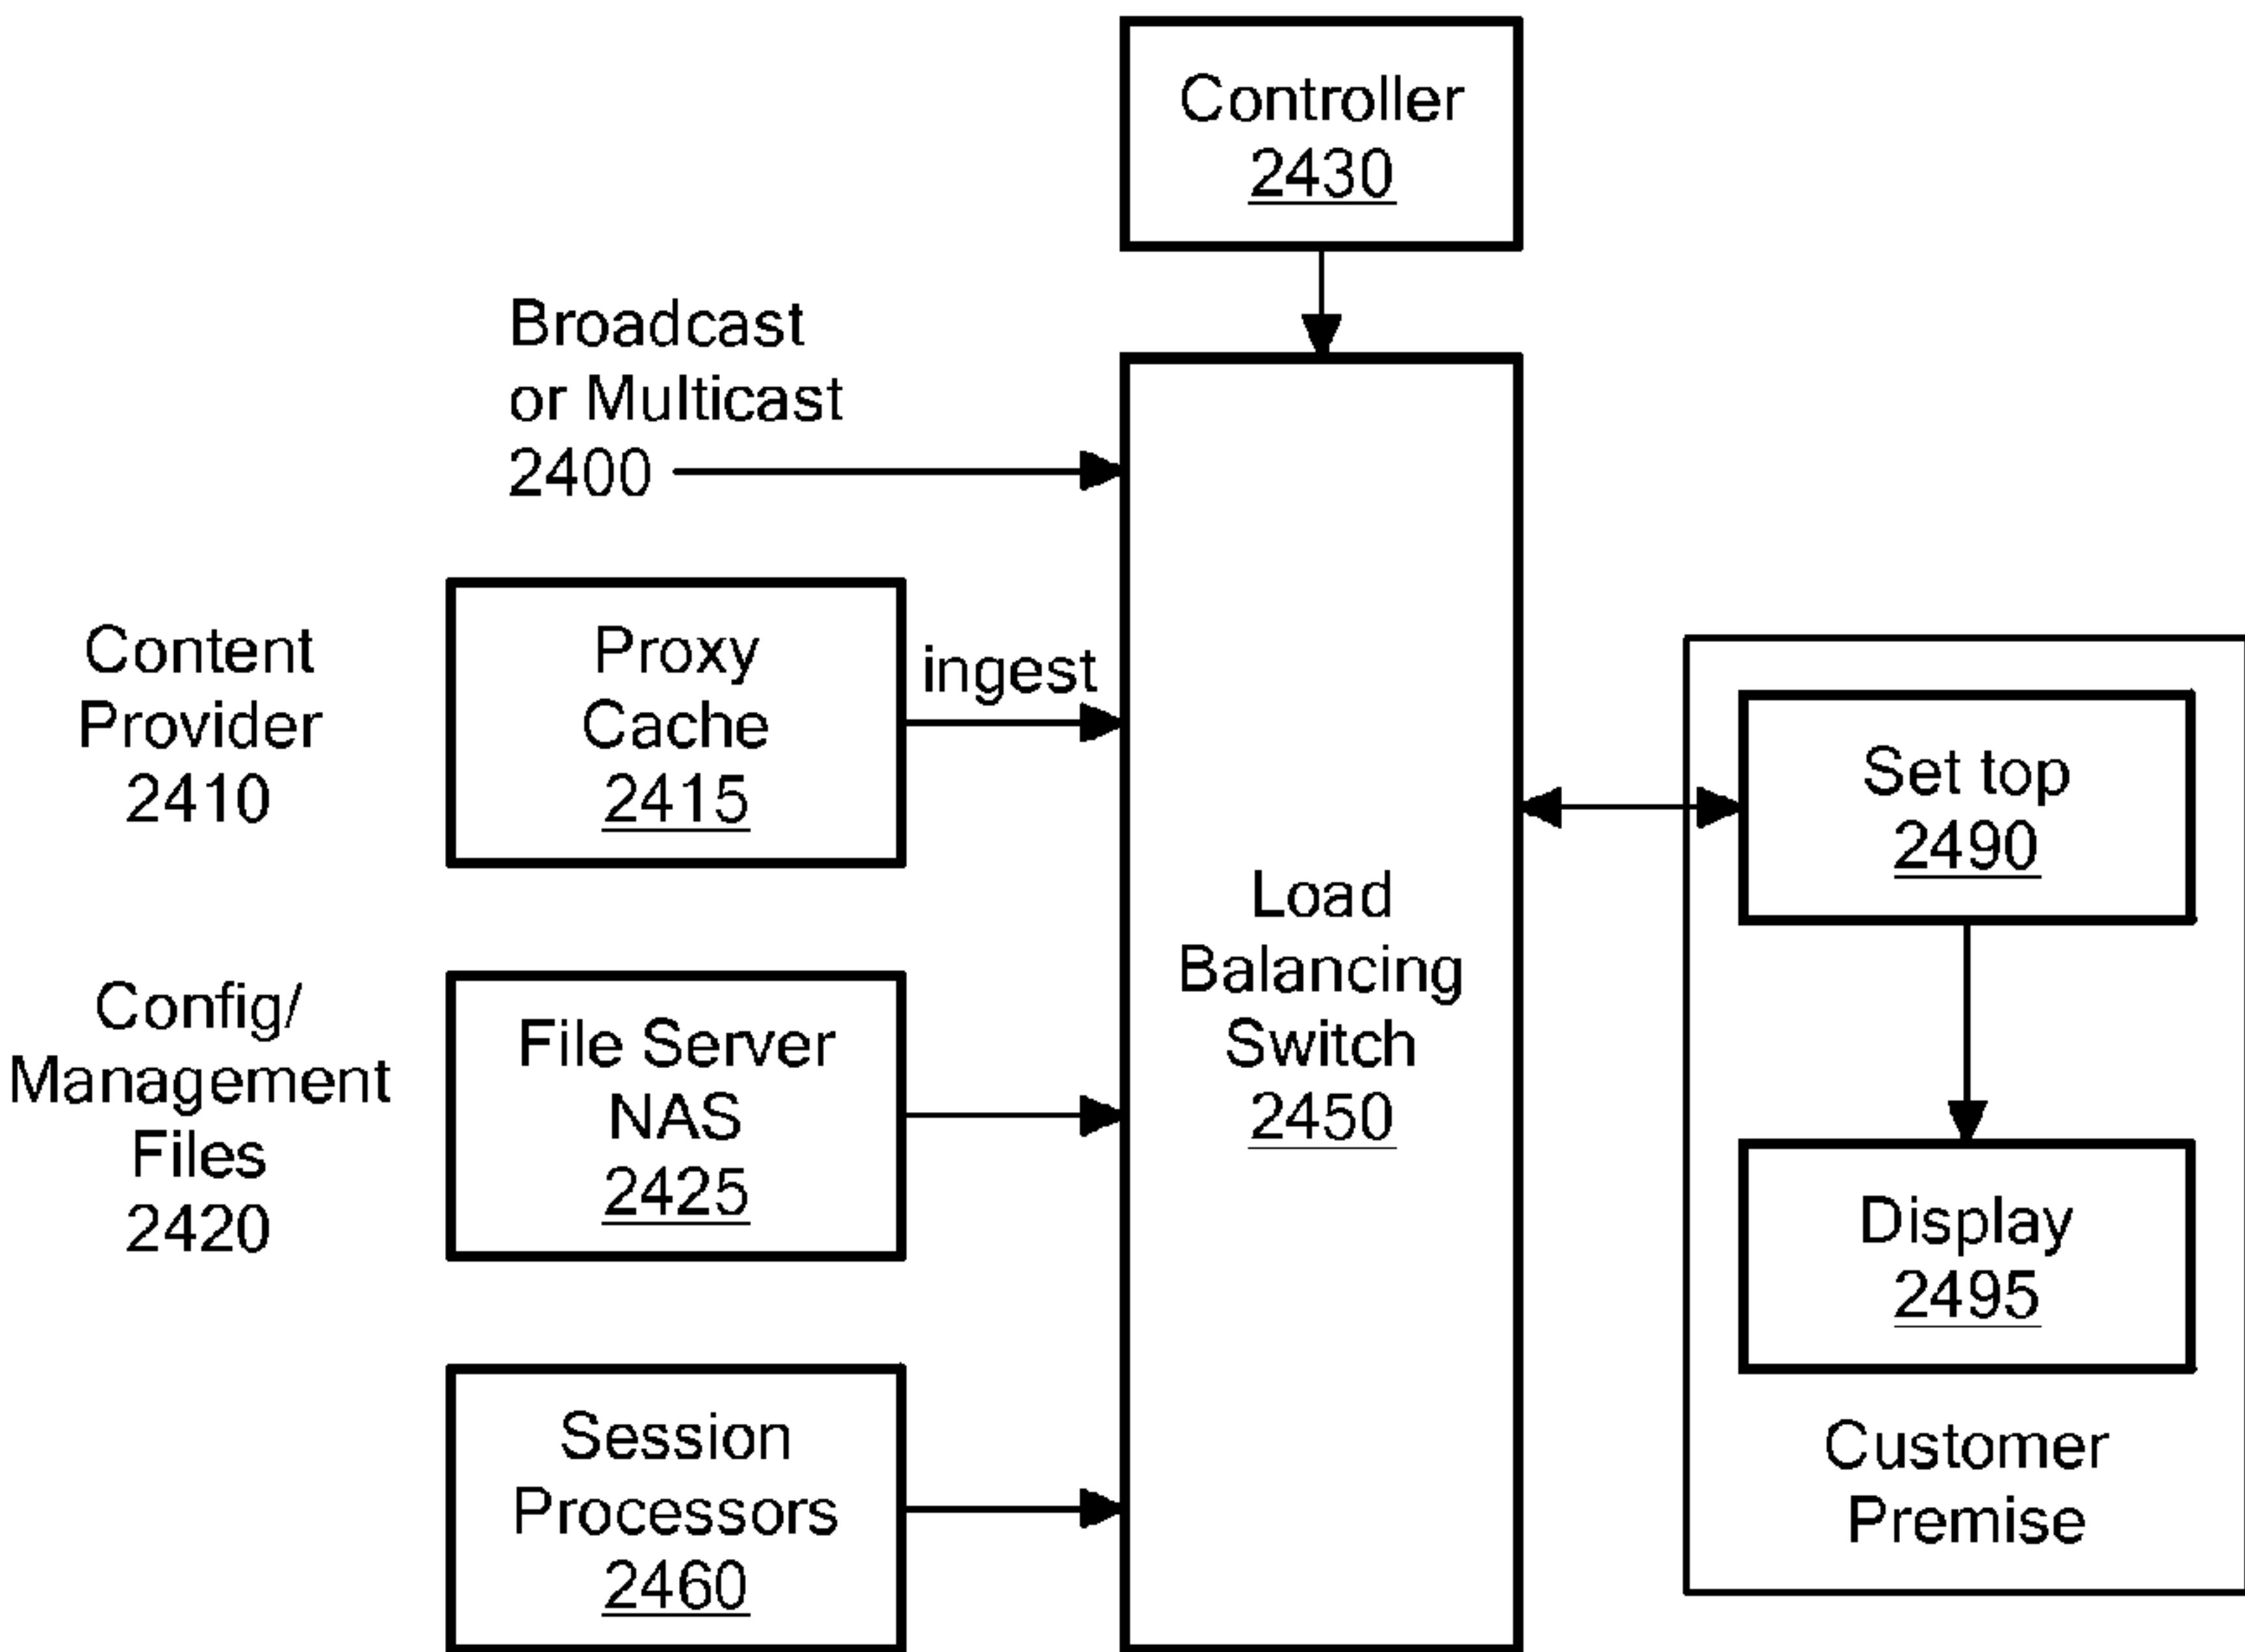 Controller
2430
Broadcast
or Multicast
2400
Content
Provider
2410
Proxy
Cache
2415
ingest
Config/
Management
Files
2420
File Server
NAS
2425
Session
Processors
2460
Load
Balancing
Switch
2450
Set top
2490
Display
2495
Customer
Premise